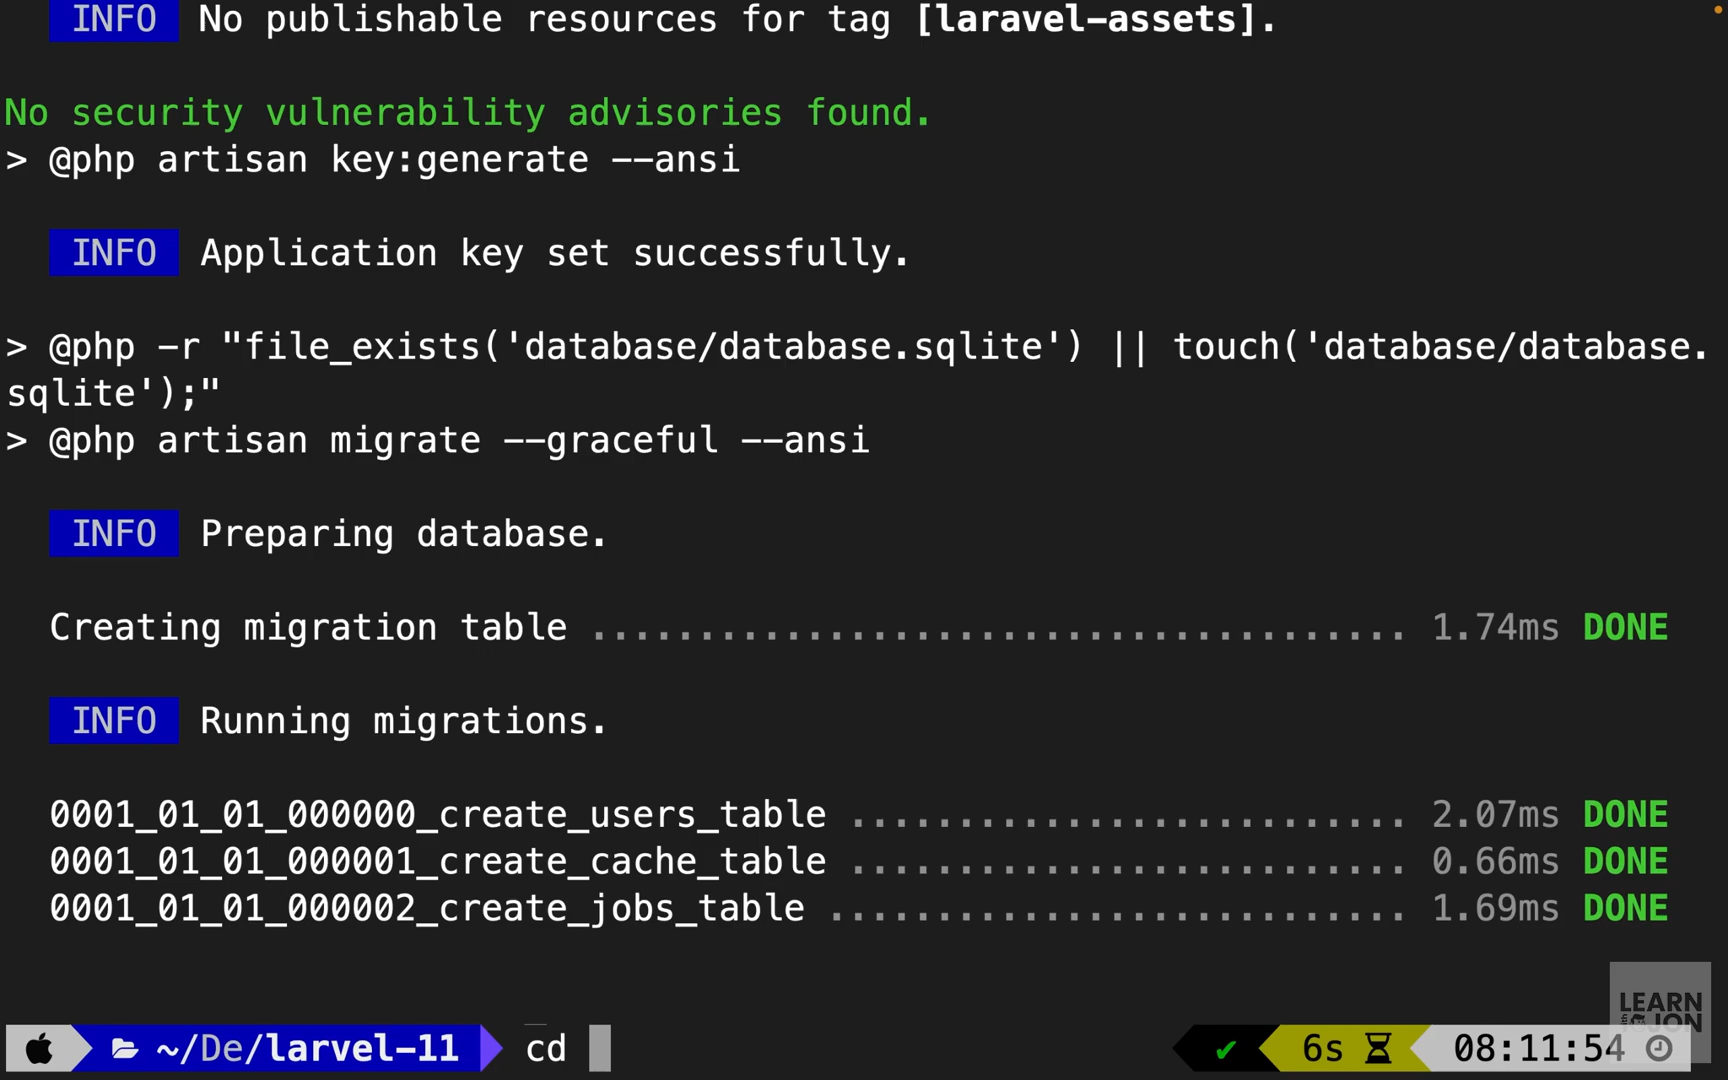 INFO No publishable resources for tag [laravel-assets].
No security vulnerability advisories found.
> @php artisan key:generate --ansi
INFO Application key set successfully.
> @php -r "file_exists('database/database.sqlite') || touch('database/database.
sqlite');"
> @php artisan migrate --graceful --ansi
INFO Preparing database.
Creating migration table ...................................... 1.74ms DONE
INFO Running migrations.
0001_01_01_000000_create_users_table .......................... 2.07ms DONE
0001_01_01_000001_create_cache_table .......................... 0.66ms DONE
0001_01_01_000002_create_jobs_table ........................... 1.69ms DONE
LEARN
with JON
~/De/larvel-11 cd ✔ 6s 08:11:54